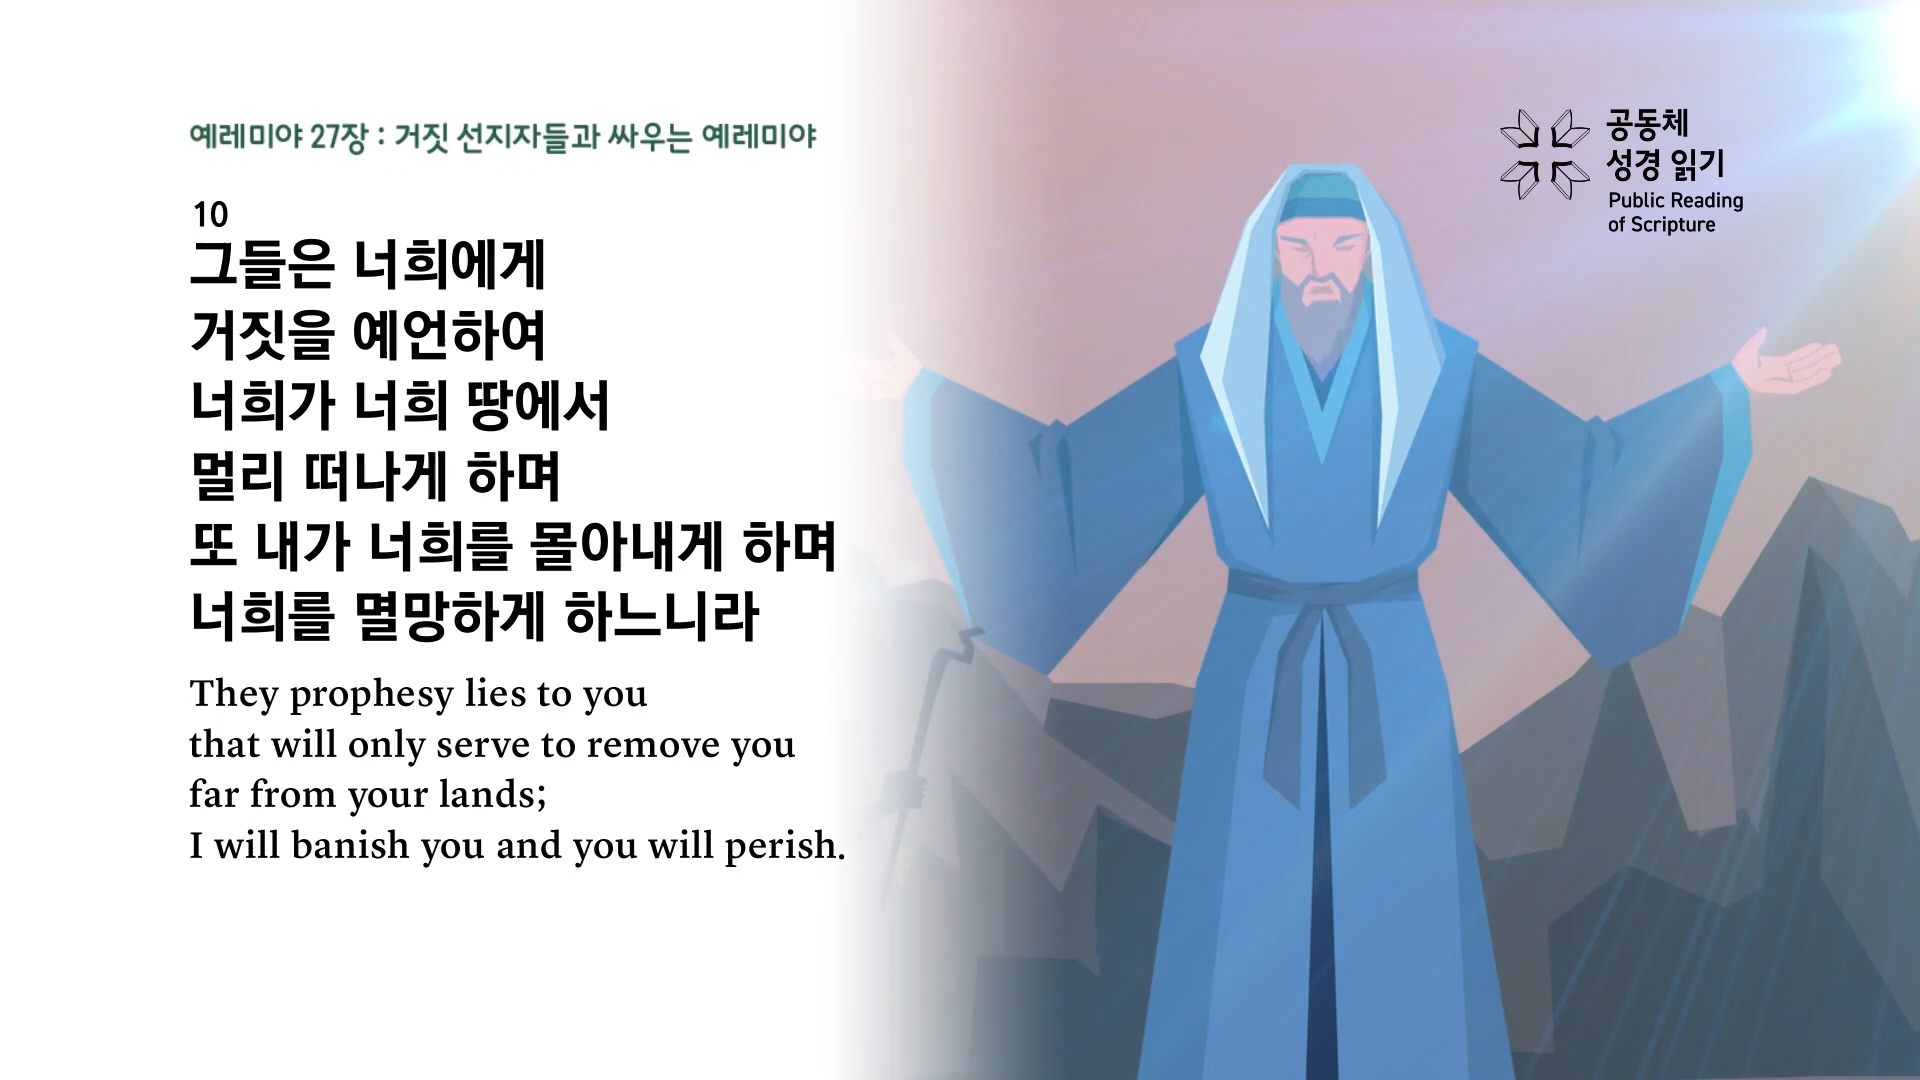 예레미야 27장 : 거짓 선지자들과 싸우는 예레미야
10
그들은 너희에게
거짓을 예언하여
너희가 너희 땅에서
멀리 떠나게 하며
또 내가 너희를 몰아내게 하며
너희를 멸망하게 하느니라
They prophesy lies to you
that will only serve to remove you
far from your lands;
I will banish you and you will perish.
공동체
성경 읽기
Public Reading
of Scripture